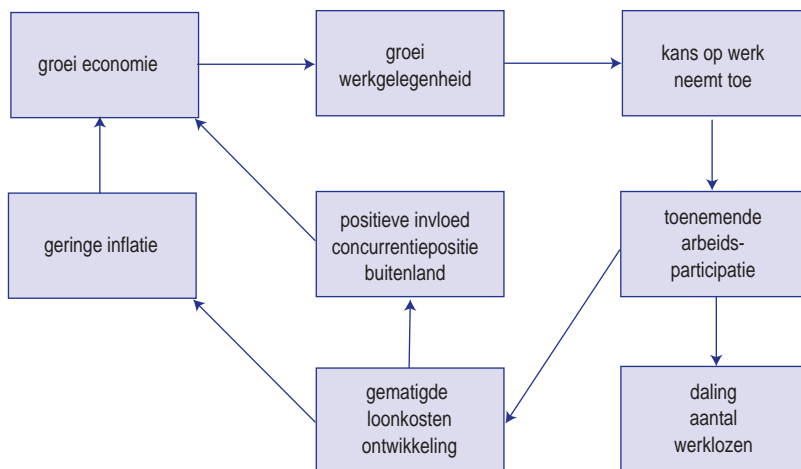 groei economie
groei
werkgelegenheid
kans op werk
neemt toe
geringe inflatie
positieve invloed
concurrentiepositie
buitenland
toenemende
arbeids-
participatie
gematigde
loonkosten
ontwikkeling
daling
aantal
werklozen